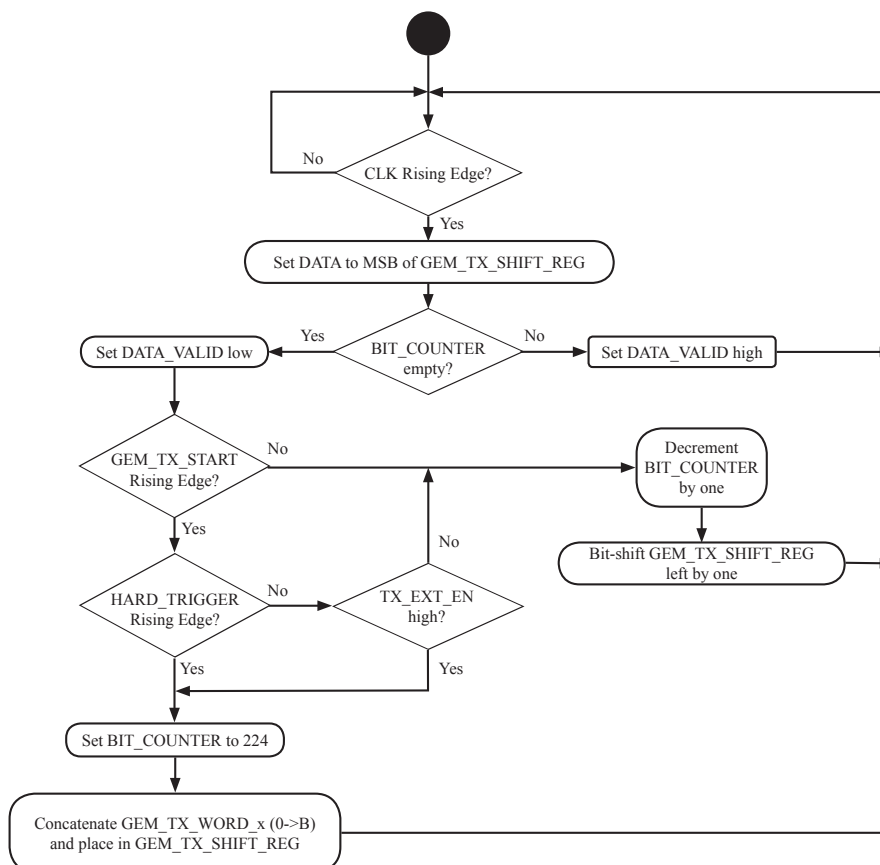 No
CLK Rising Edge?
Yes
Set DATA to MSB of GEM_TX_SHIFT_REG
Yes
No
Set DATA_VALID low
BIT_COUNTER
empty?
Set DATA_VALID high
GEM_TX_START
Rising Edge?
No
Decrement
BIT_COUNTER
by one
Yes
No
Bit-shift GEM_TX_SHIFT_REG
left by one
HARD_TRIGGER
Rising Edge?
No
TX_EXT_EN
high?
Yes
Yes
Set BIT_COUNTER to 224
Concatenate GEM_TX_WORD_x (0->B)
and place in GEM_TX_SHIFT_REG